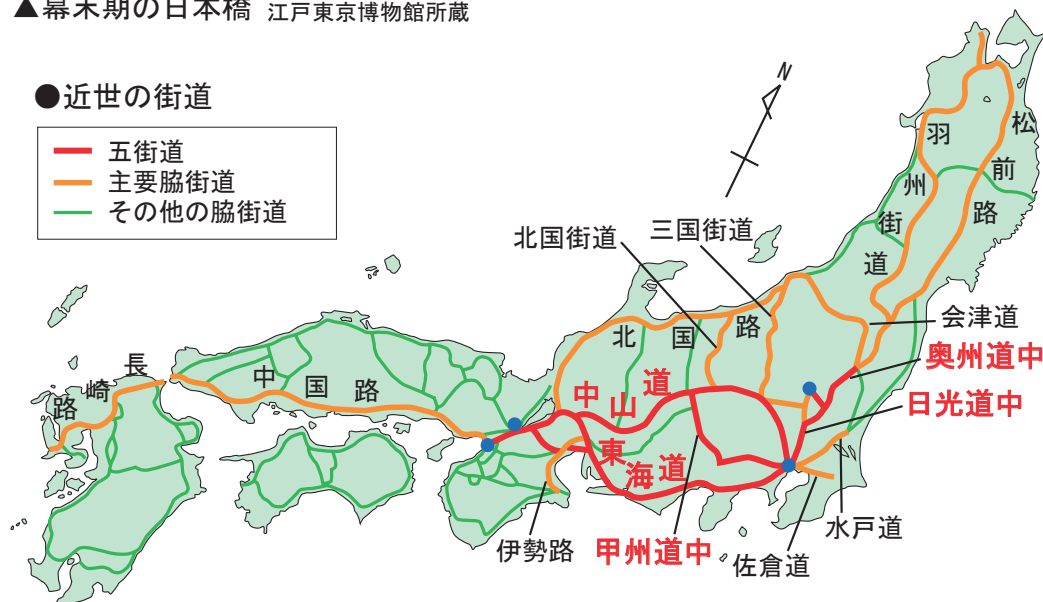 ▲幕末期の日本橋 江戸東京博物館所蔵
●近世の街道
五街道
主要脇街道
その他の脇街道
N
松前路
羽州街道
三国街道
北国街道
北国路
会津道
奥州道中
日光道中
中山道
東海道
中国路
長崎路
水戸道
佐倉道
甲州道中
伊勢路